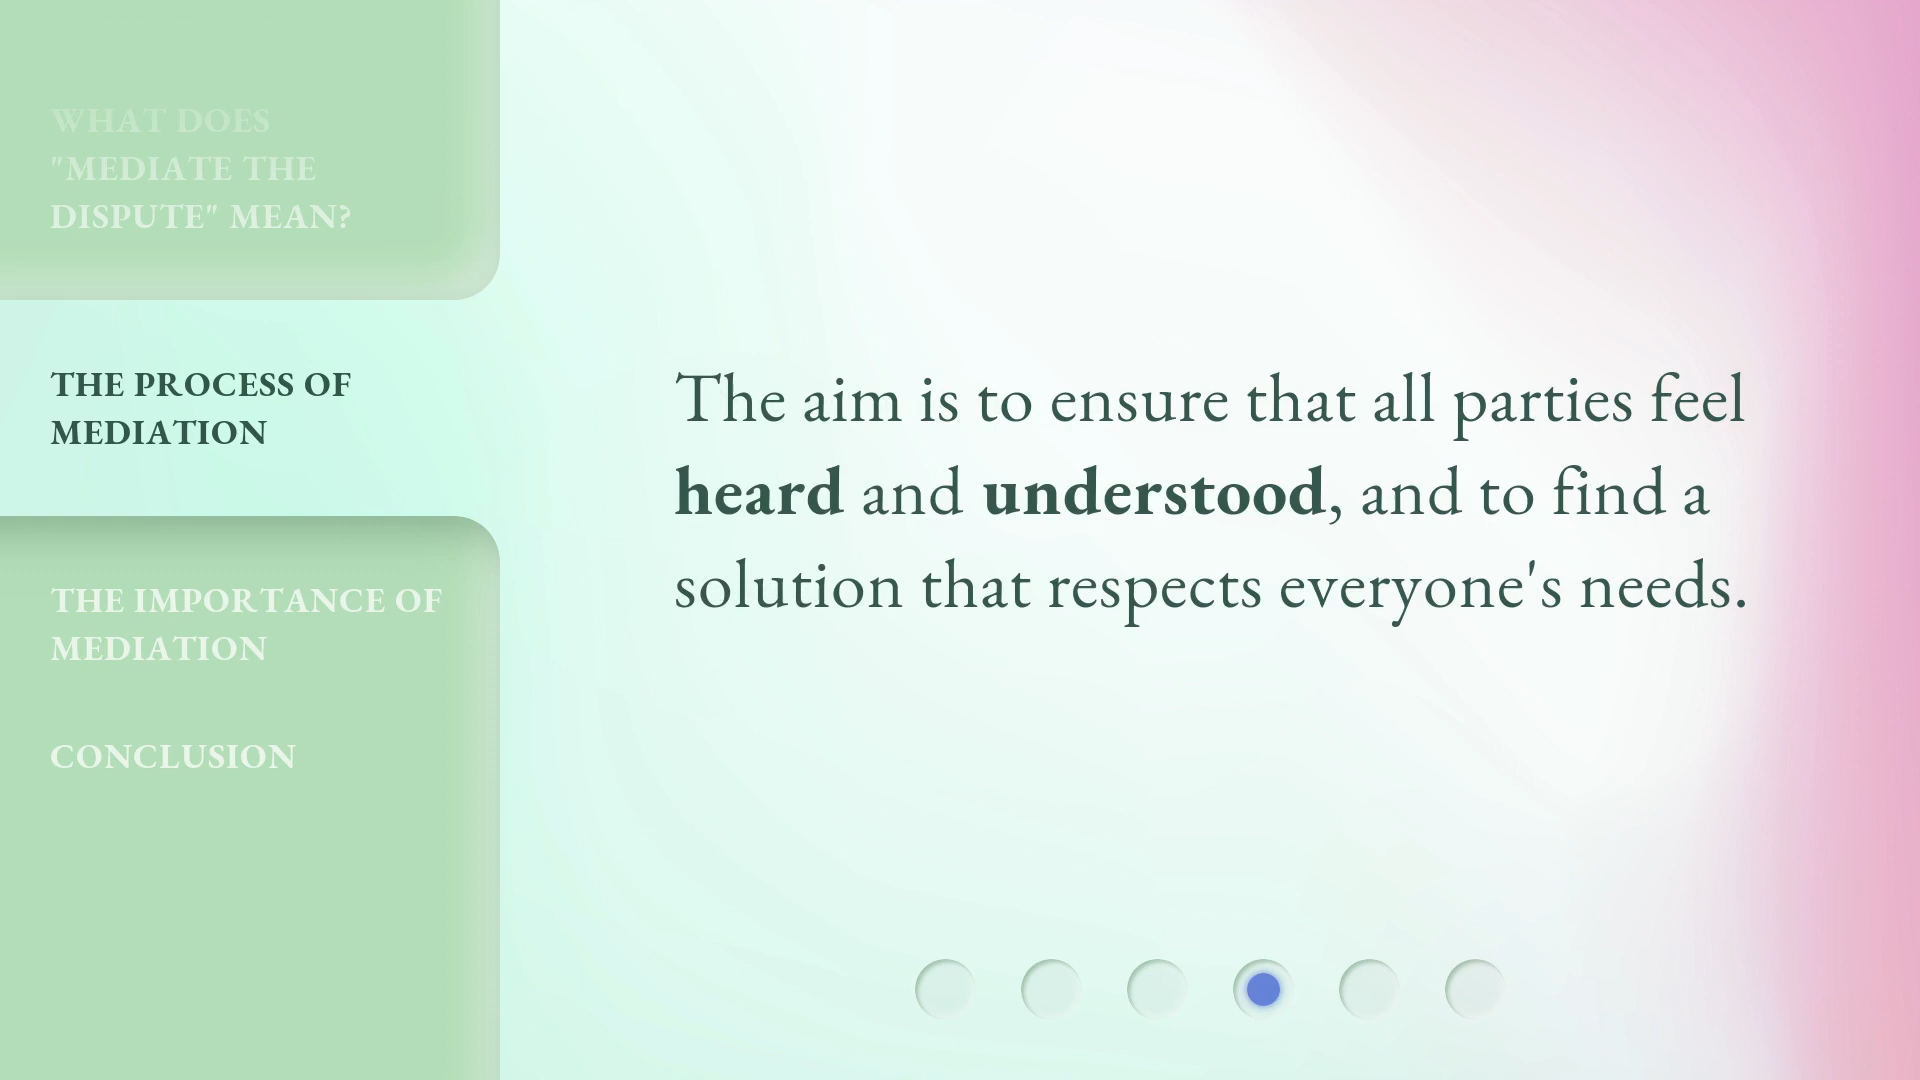 WHAT DOES
"MEDIATE THE
DISPUTE" MEAN?
THE PROCESS OF
MEDIATION
THE IMPORTANCE OF
MEDIATION
CONCLUSION
The aim is to ensure that all parties feel
heard and understood, and to find a
solution that respects everyone's needs.